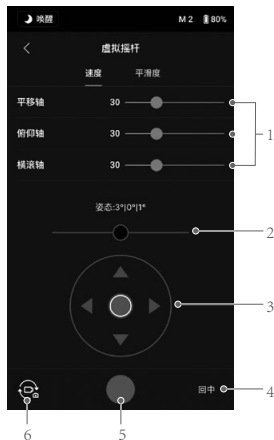 唤醒 M 2 80%
虚拟摇杆
速度 平滑度
平移轴 30
俯仰轴 30
横滚轴 30
1
姿态:3°|0°|1°
2
3
回中 4
6 5